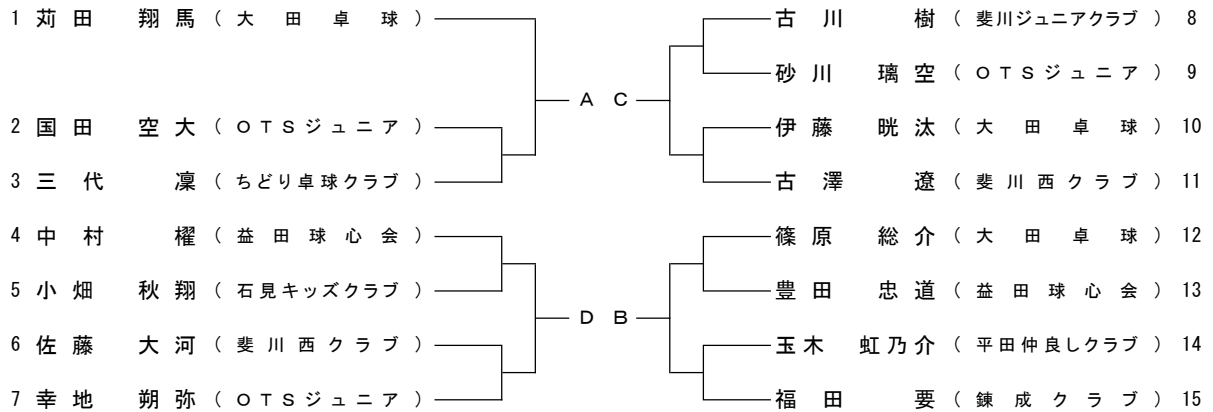 1 苅田 翔馬 (大田卓球)
2 国田 空大 (OTSジュニア)
3 三代 凜 (ちどり卓球クラブ)
4 中村 櫂 (益田球心会)
5 小畑 秋翔 (石見キッズクラブ)
6 佐藤 大河 (斐川西クラブ)
7 幸地 朔弥 (OTSジュニア)
A C
D B
古川 樹 (斐川ジュニアクラブ) 8
砂川 璃空 (OTSジュニア) 9
伊藤 晄汰 (大田卓球) 10
古澤 遼 (斐川西クラブ) 11
篠原 総介 (大田卓球) 12
豊田 忠道 (益田球心会) 13
玉木 虹乃介 (平田仲良しクラブ) 14
福田 要 (錬成クラブ) 15